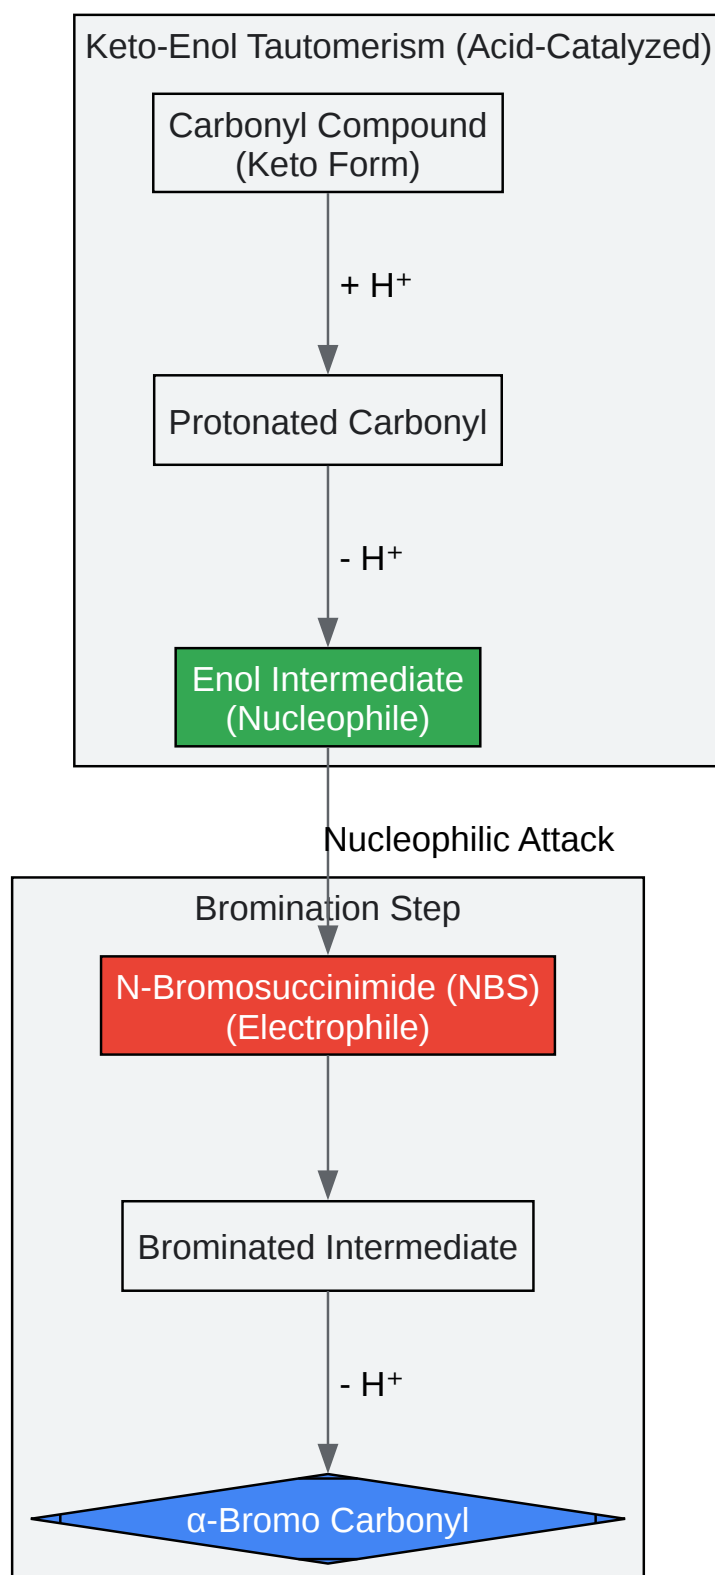 Keto-Enol Tautomerism (Acid-Catalyzed)
Carbonyl Compound
(Keto Form)
+ H⁺
Protonated Carbonyl
- H⁺
Enol Intermediate
(Nucleophile)
Nucleophilic Attack
Bromination Step
N-Bromosuccinimide (NBS)
(Electrophile)
Brominated Intermediate
- H⁺
α-Bromo Carbonyl